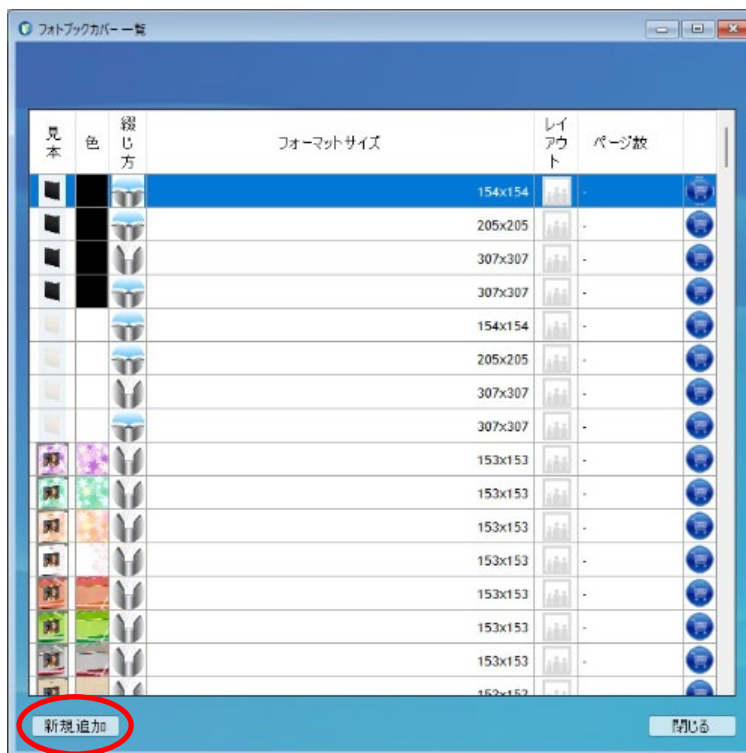 フォトブックカバー 一覧
見本 色 綴じ方 フォーマットサイズ レイアウト ページ数
154x154 -
205x205 -
307x307 -
307x307 -
154x154 -
205x205 -
307x307 -
307x307 -
153x153 -
153x153 -
153x153 -
153x153 -
153x153 -
153x153 -
153x153 -
新規追加 閉じる